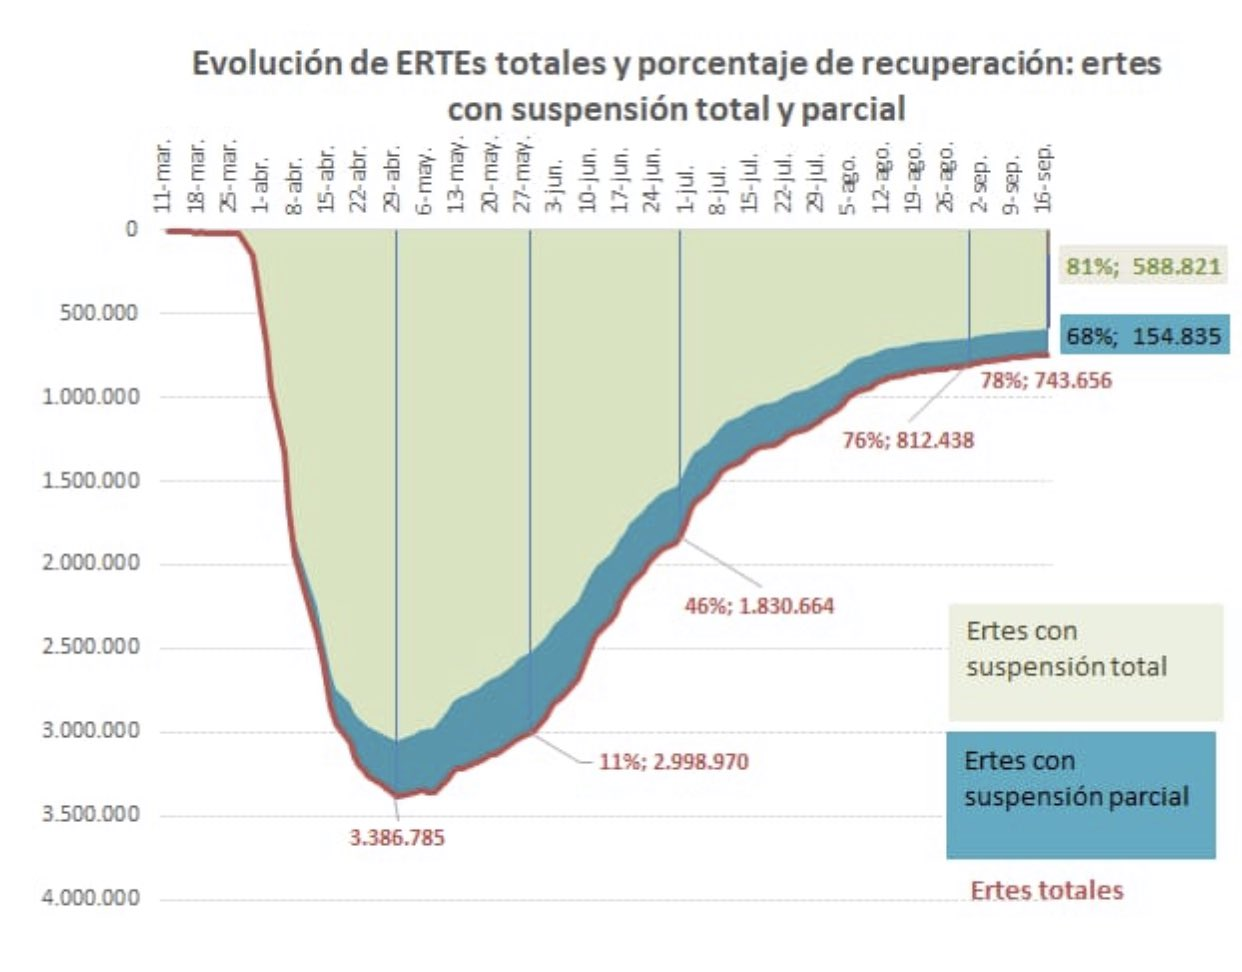 Evolución de ERTEs totales y porcentaje de recuperación: ertes
con suspensión total y parcial
11- mar.
18- mar.
25- mar.
1- abr.
8- abr.
15- abr.
22- abr.
29- abr.
6- may.
13- may.
20- may.
27- may.
3-jun.
10-jun.
17-jun.
24-jun.
1-jul.
8-jul.
15-jul.
22-jul.
29-jul.
5-ago.
12-ago.
19-ago.
26-ago.
2-sep.
9-sep.
16-sep.
0
500.000
1.000.000
1.500.000
2.000.000
2.500.000
3.000.000
3.500.000
4.000.000
81%; 588.821
68%; 154.835
78%; 743.656
76%; 812.438
46%; 1.830.664
11%; 2.998.970
3.386.785
Ertes con
suspensión total
Ertes con
suspensión parcial
Ertes totales